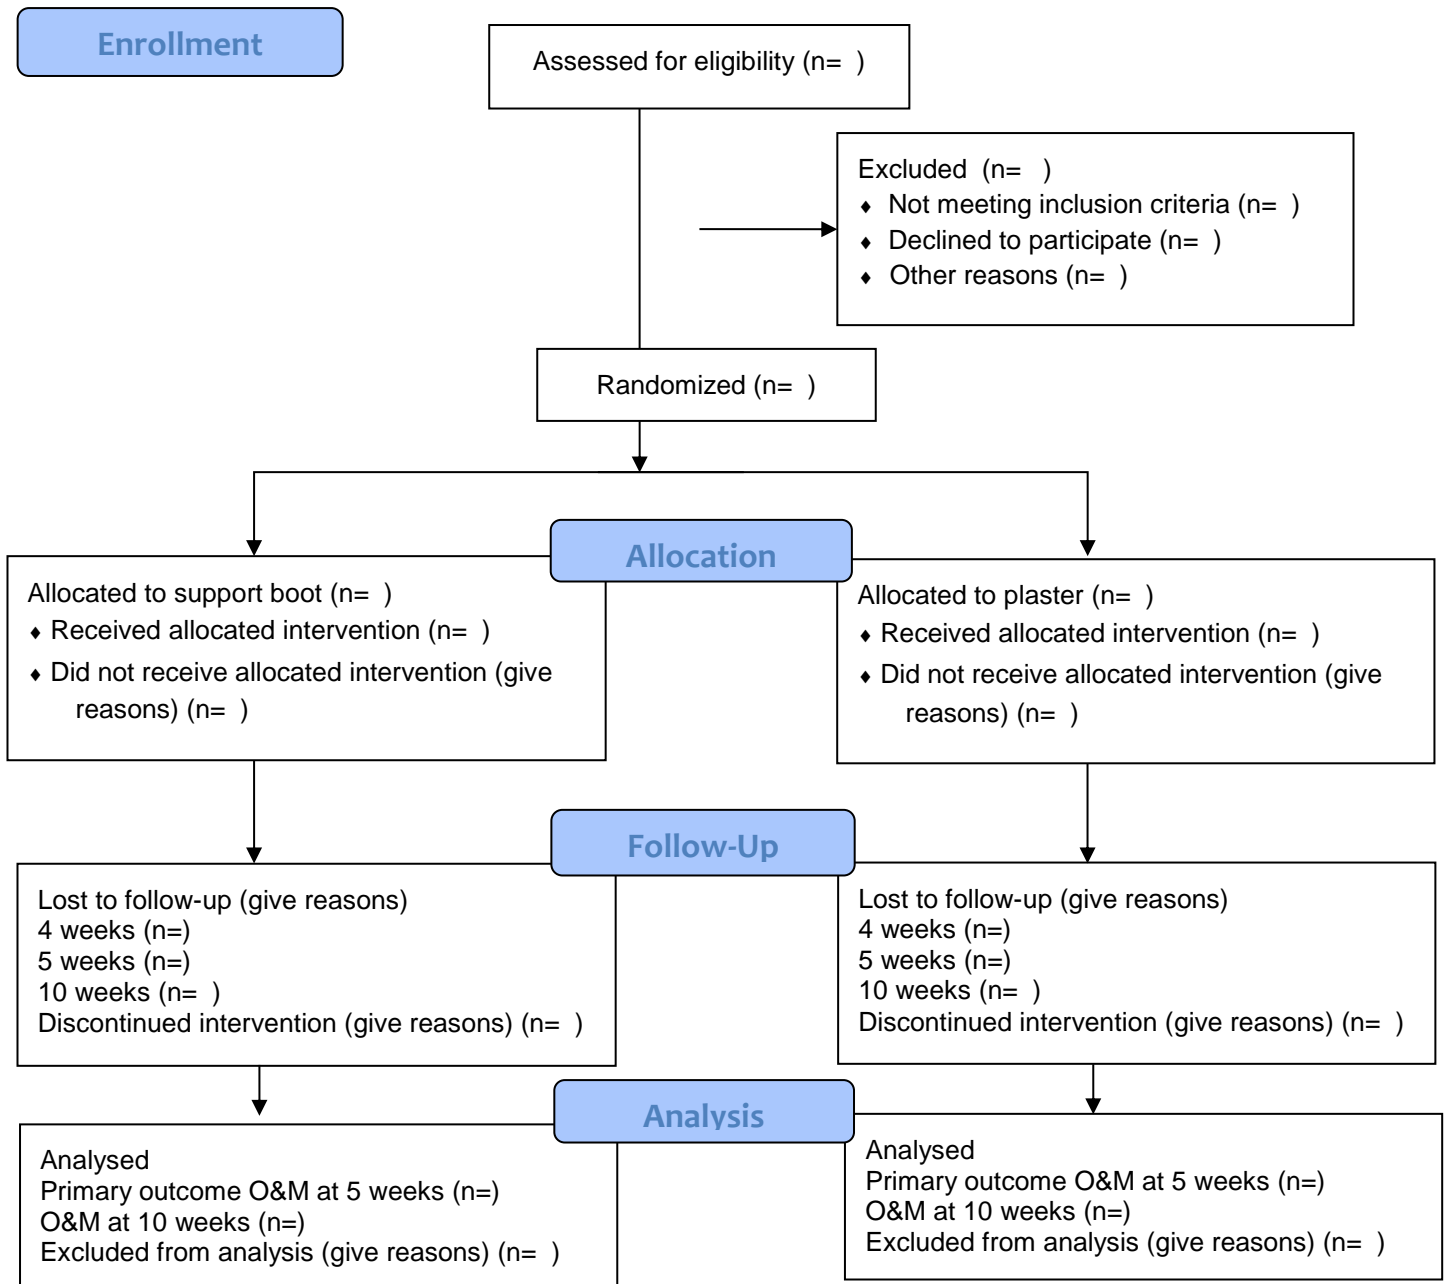 Enrollment
Assessed for eligibility (n=  )
Excluded  (n=  )
♦ Not meeting inclusion criteria (n=  )
♦ Declined to participate (n=  )
♦ Other reasons (n=  )
Randomized (n=  )
Allocation
Allocated to support boot (n=  )
♦ Received allocated intervention (n=  )
♦ Did not receive allocated intervention (give
reasons) (n=  )
Allocated to plaster (n=  )
♦ Received allocated intervention (n=  )
♦ Did not receive allocated intervention (give
reasons) (n=  )
Follow-Up
Lost to follow-up (give reasons)
4 weeks (n=)
5 weeks (n=)
10 weeks (n=  )
Discontinued intervention (give reasons) (n=  )
Lost to follow-up (give reasons)
4 weeks (n=)
5 weeks (n=)
10 weeks (n=  )
Discontinued intervention (give reasons) (n=  )
Analysis
Analysed
Primary outcome O&M at 5 weeks (n=)
O&M at 10 weeks (n=)
Excluded from analysis (give reasons) (n=  )
Analysed
Primary outcome O&M at 5 weeks (n=)
O&M at 10 weeks (n=)
Excluded from analysis (give reasons) (n=  )